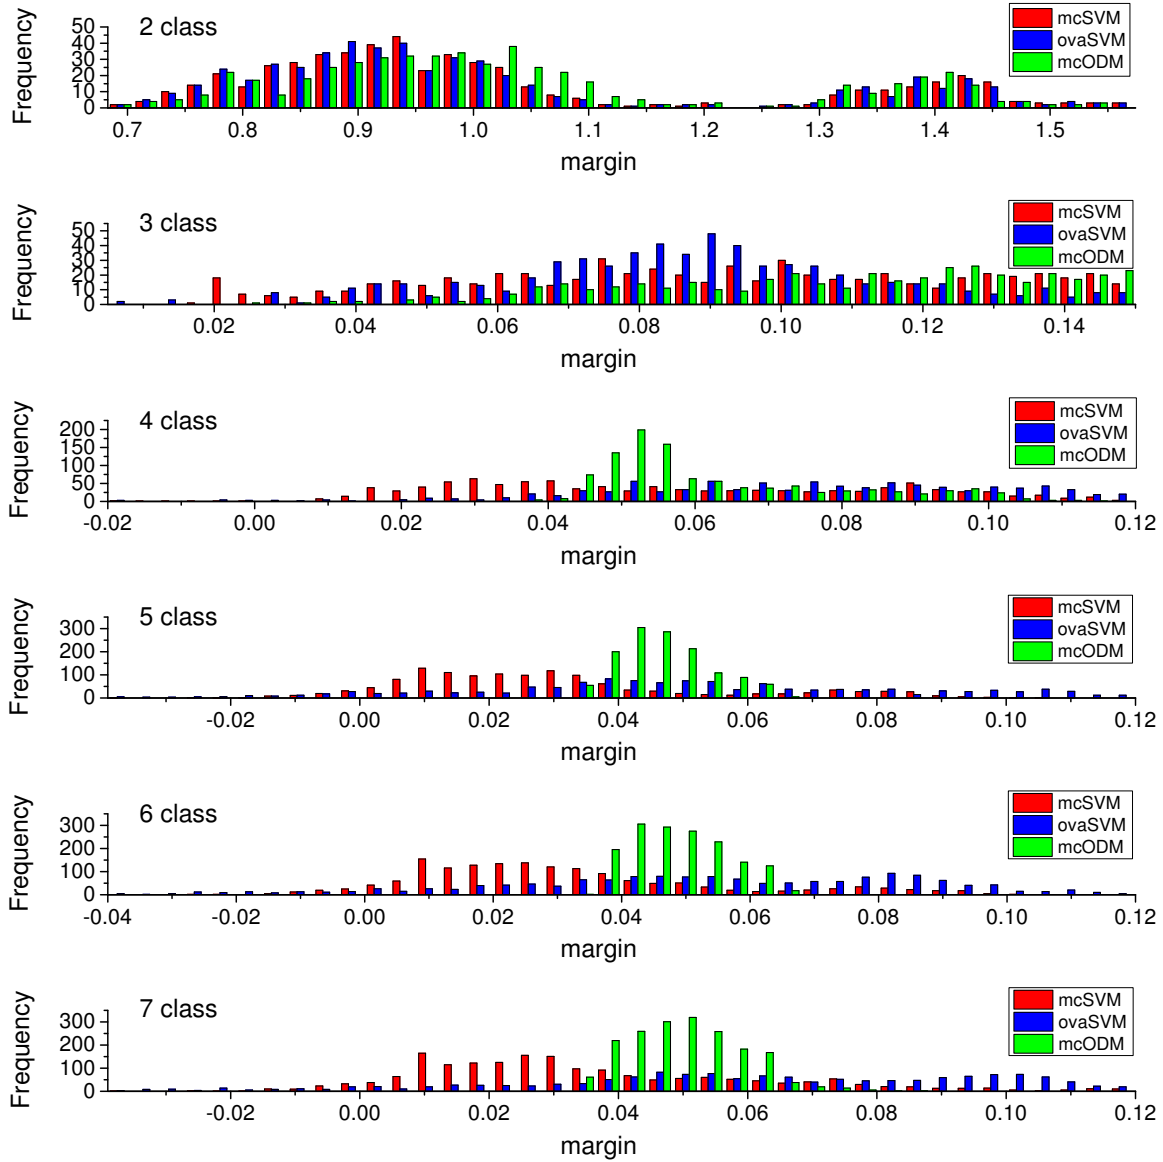 2 class
mcSVM
ovaSVM
mcODM
Frequency
50
40
30
20
10
0
0.7 0.8 0.9 1.0 1.1 1.2 1.3 1.4 1.5
margin
3 class
mcSVM
ovaSVM
mcODM
Frequency
50
40
30
20
10
0
0.02 0.04 0.06 0.08 0.10 0.12 0.14
margin
4 class
mcSVM
ovaSVM
mcODM
Frequency
200
150
100
50
0
-0.02 0.00 0.02 0.04 0.06 0.08 0.10 0.12
margin
5 class
mcSVM
ovaSVM
mcODM
Frequency
300
200
100
0
-0.02 0.00 0.02 0.04 0.06 0.08 0.10 0.12
margin
6 class
mcSVM
ovaSVM
mcODM
Frequency
300
200
100
0
-0.04 -0.02 0.00 0.02 0.04 0.06 0.08 0.10 0.12
margin
7 class
mcSVM
ovaSVM
mcODM
Frequency
300
200
100
0
-0.02 0.00 0.02 0.04 0.06 0.08 0.10 0.12
margin